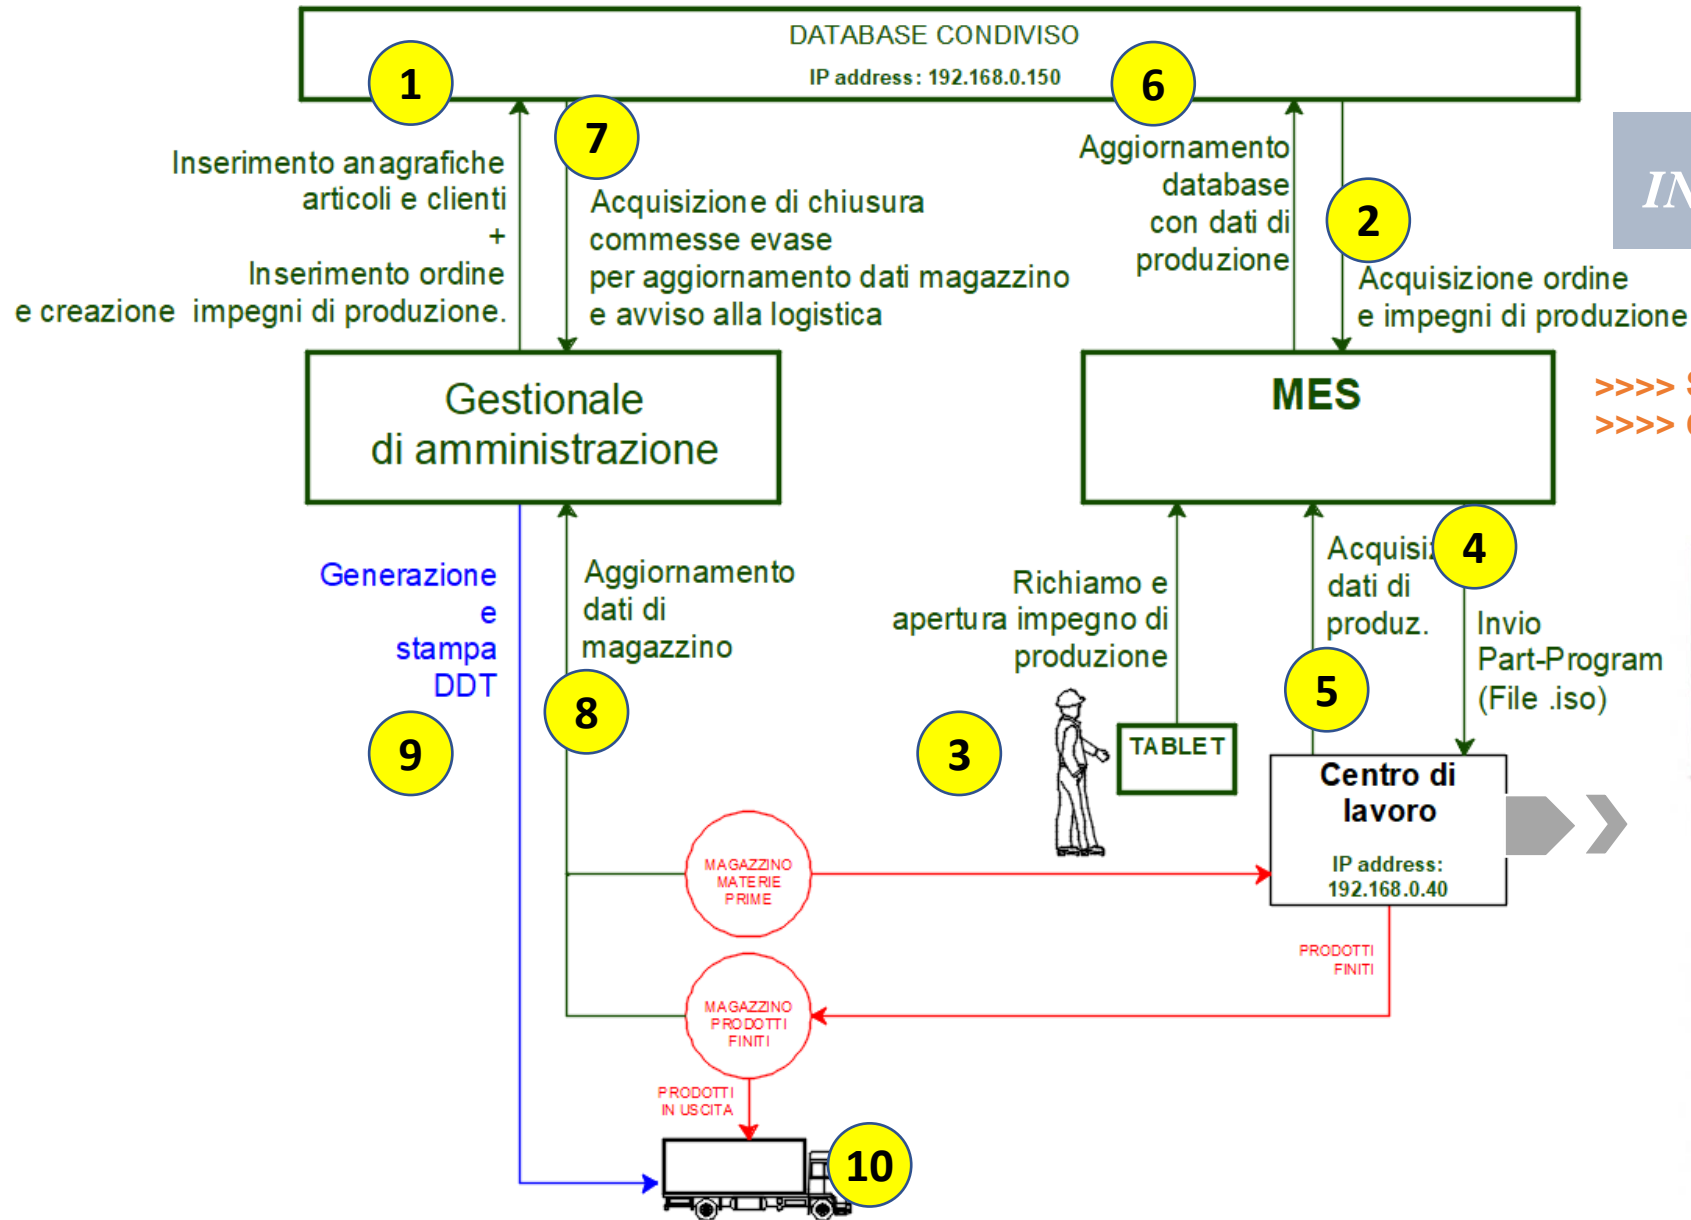 DATABASE CONDIVISO
IP address: 192.168.0.150
1
6
7
Inserimento anagrafiche
articoli e clienti
+
Inserimento ordine
e creazione impegni di produzione.
Acquisizione di chiusura
commesse evase
per aggiornamento dati magazzino
e avviso alla logistica
Aggiornamento
database
con dati di
produzione
2
Acquisizione ordine
e impegni di produzione
IN
Gestionale
di amministrazione
MES
>>>>
>>>>
Generazione
e
stampa
DDT
9
Aggiornamento
dati di
magazzino
8
Richiamo e
apertura impegno di
produzione
3
TABLET
dati di
produz.
5
4
Invio
Part-Program
(File .iso)
Centro di
lavoro
IP address:
192.168.0.40
MAGAZZINO
MATERIE
PRIME
PRODOTTI
FINITI
MAGAZZINO
PRODOTTI
FINITI
PRODOTTI
IN USCITA
10